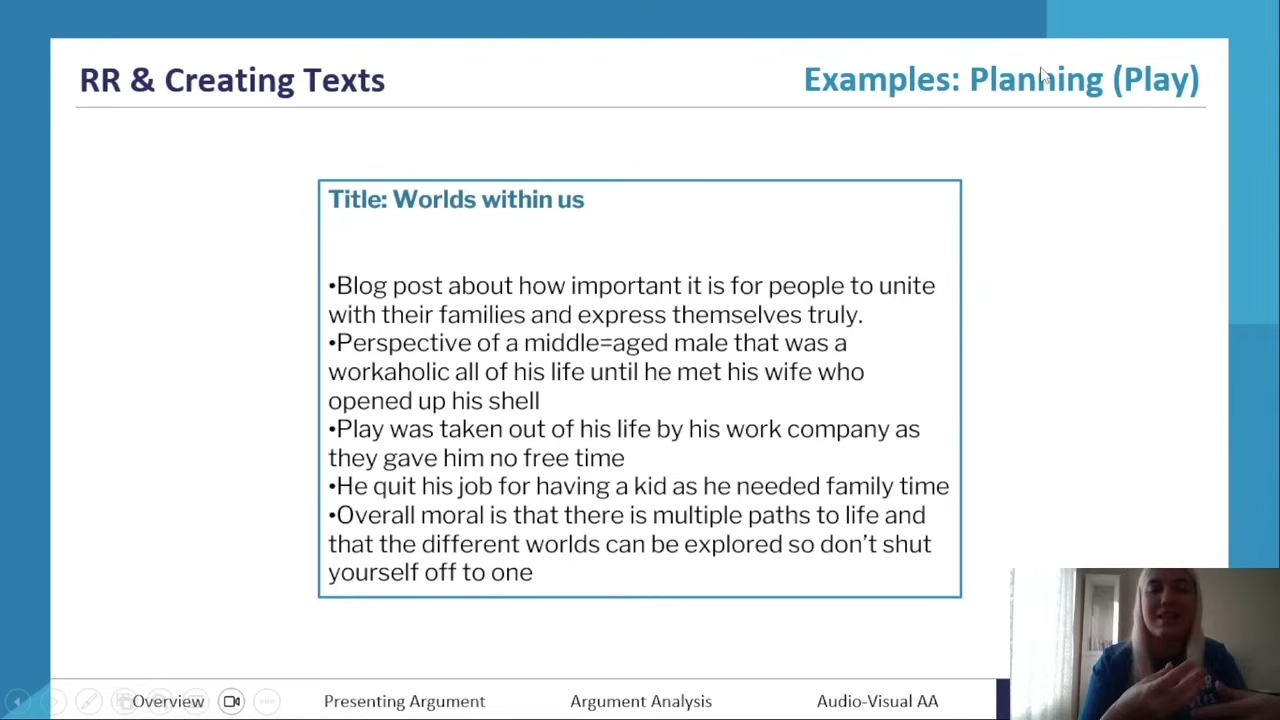 RR & Creating Texts
Examples: Planning (Play)
Title: Worlds within us
•Blog post about how important it is for people to unite
with their families and express themselves truly.
•Perspective of a middle=aged male that was a
workaholic all of his life until he met his wife who
opened up his shell
•Play was taken out of his life by his work company as
they gave him no free time
•He quit his job for having a kid as he needed family time
•Overall moral is that there is multiple paths to life and
that the different worlds can be explored so don’t shut
yourself off to one
Overview
Presenting Argument
Argument Analysis
Audio-Visual AA